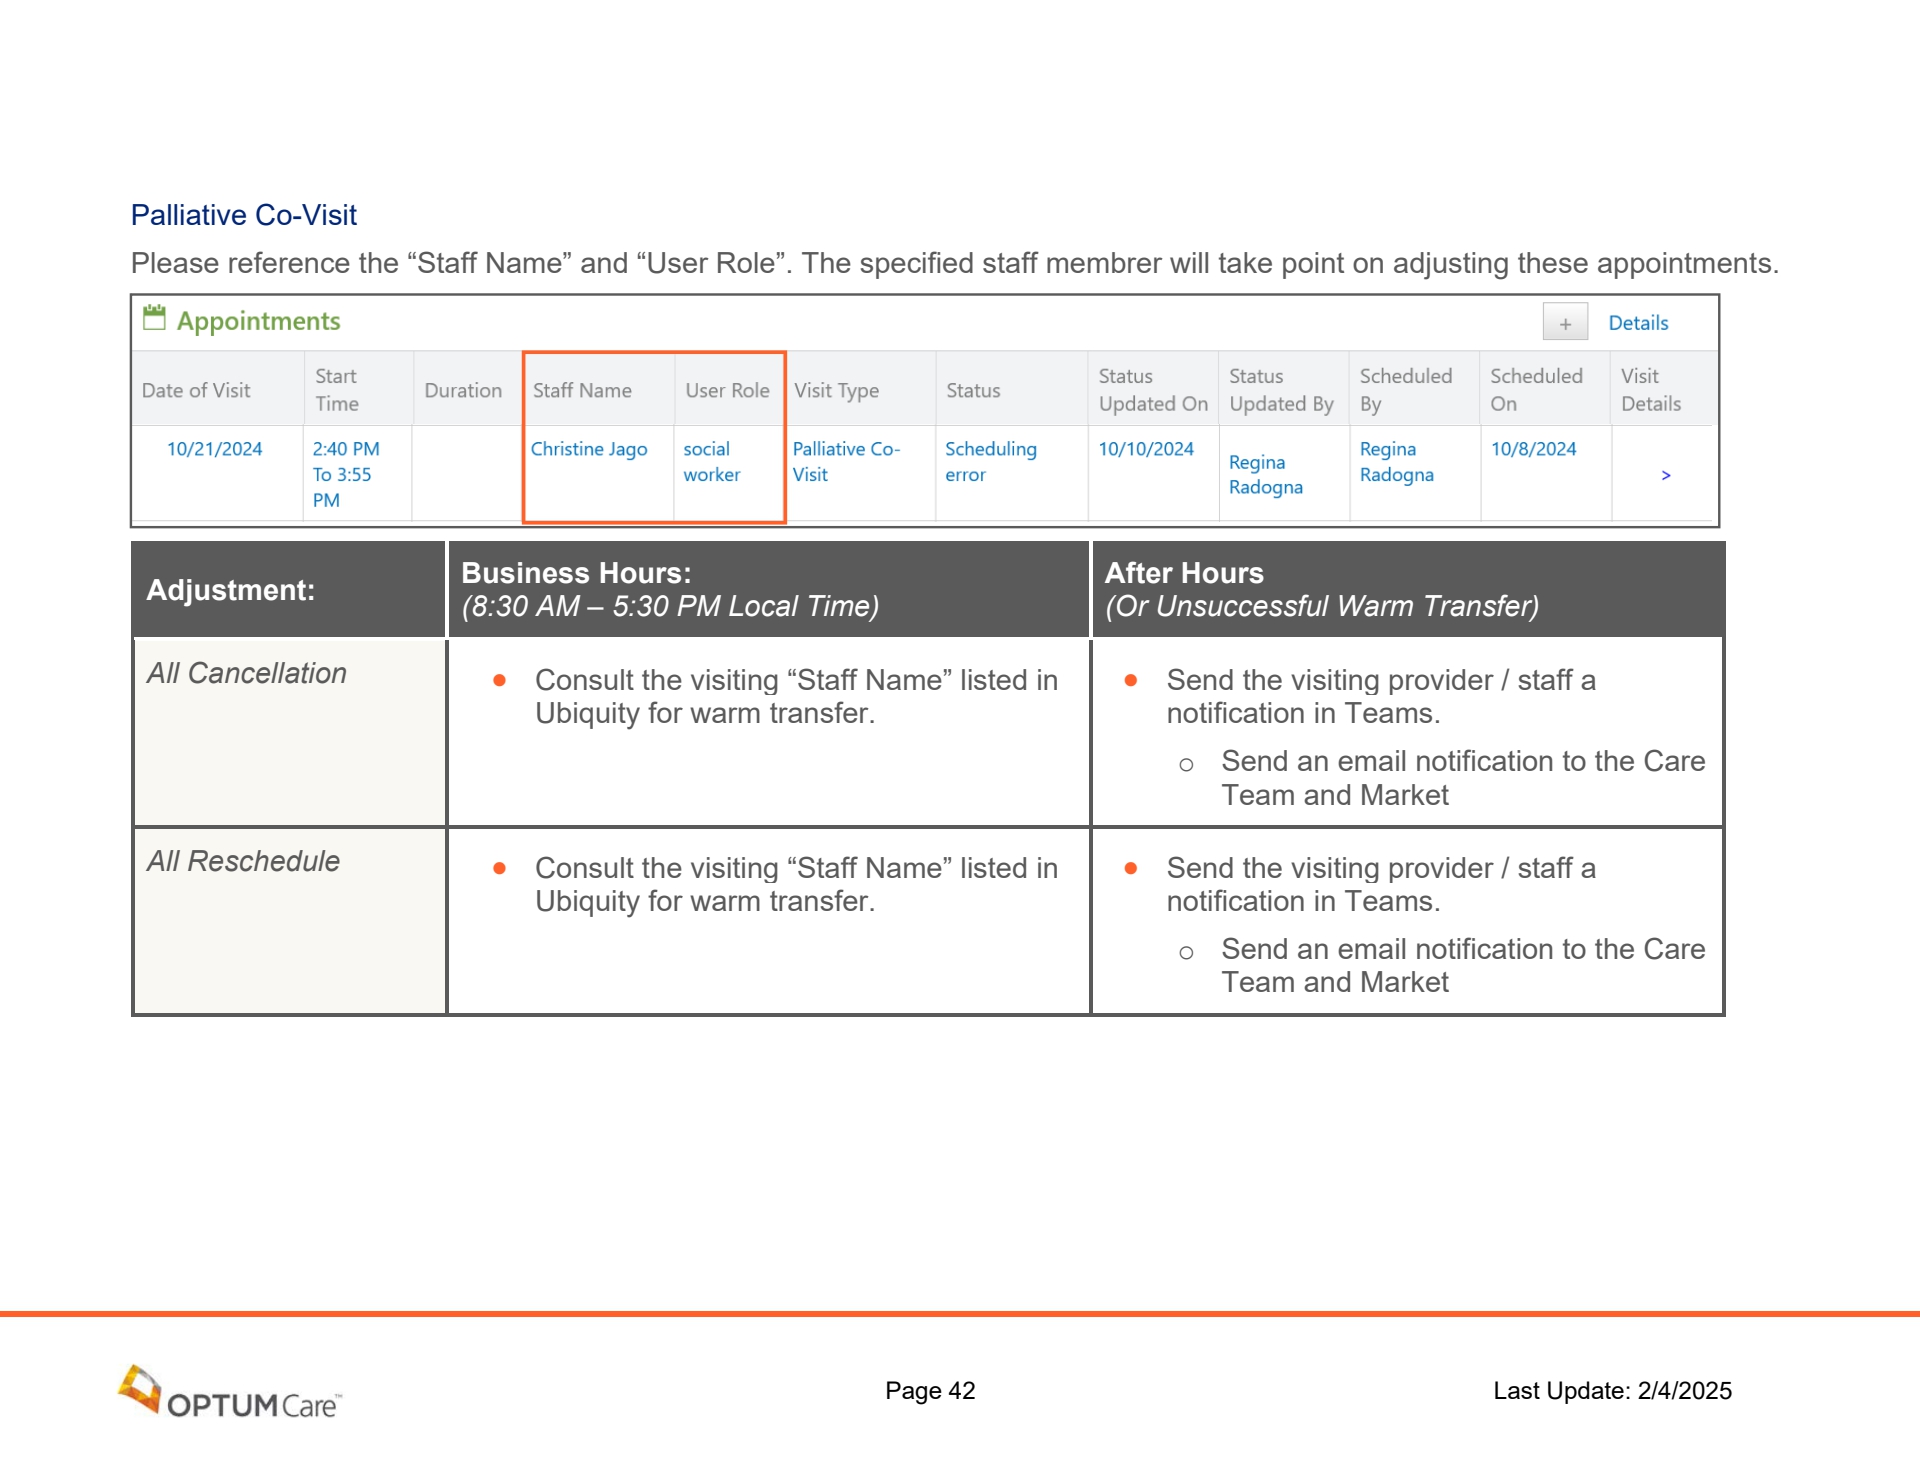 Palliative Co-Visit
Please reference the “Staff Name” and “User Role”. The specified staff membrer will take point on adjusting these appointments.
Appointments
+ Details
Date of Visit Start Time Duration Staff Name User Role Visit Type Status Status Updated On Status Updated By Scheduled By Scheduled On Visit Details
10/21/2024 2:40 PM To 3:55 PM Christine Jago social worker Palliative Co-Visit Scheduling error 10/10/2024 Regina Radogna Regina Radogna 10/8/2024 >
Adjustment:
Business Hours:
(8:30 AM – 5:30 PM Local Time)
After Hours
(Or Unsuccessful Warm Transfer)
All Cancellation
• Consult the visiting “Staff Name” listed in
Ubiquity for warm transfer.
• Send the visiting provider / staff a
notification in Teams.
o Send an email notification to the Care
Team and Market
All Reschedule
• Consult the visiting “Staff Name” listed in
Ubiquity for warm transfer.
• Send the visiting provider / staff a
notification in Teams.
o Send an email notification to the Care
Team and Market
OPTUMCare™
Page 42
Last Update: 2/4/2025